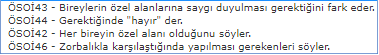 ÖSOİ43 - Bireylerin özel alanlarına saygı duyulması gerektiğini fark eder.
ÖSOİ44 - Gerektiğinde "hayır" der.
ÖSOİ42 - Her bireyin özel alanı olduğunu söyler.
ÖSOİ46 - Zorbalıkla karşılaştığında yapılması gerekenleri söyler.